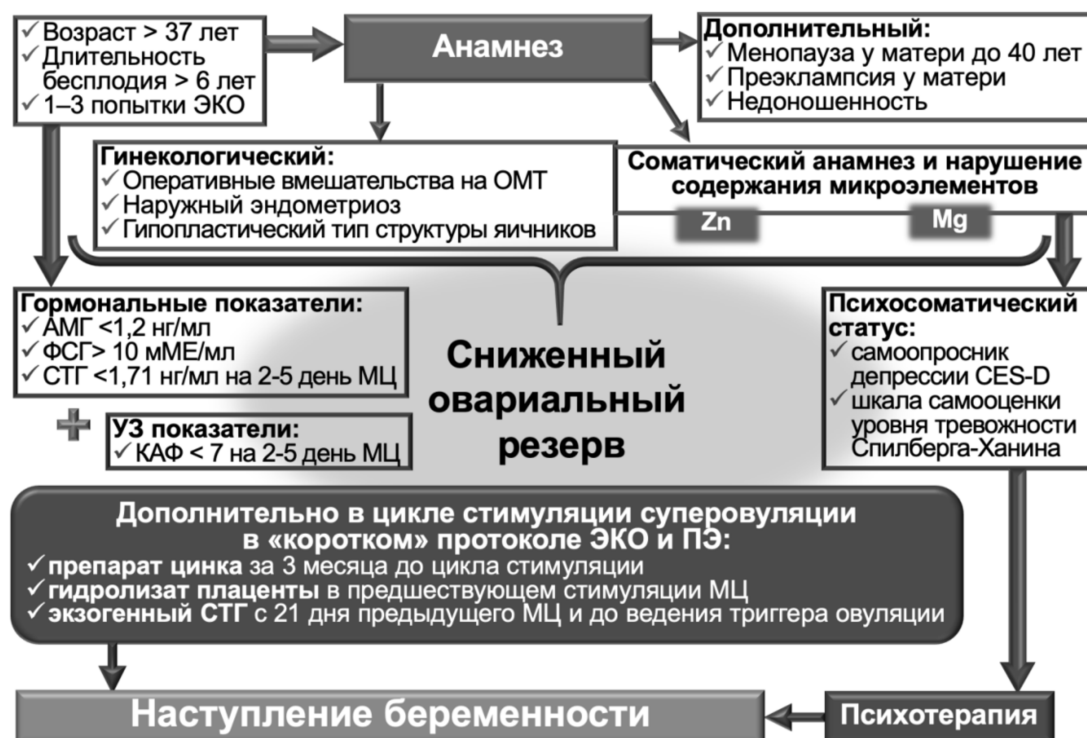 Возраст > 37 лет
Длительность
бесплодия > 6 лет
1–3 попытки ЭКО
Анамнез
Дополнительный:
Менопауза у матери до 40 лет
Преэклампсия у матери
Недоношенность
Гинекологический:
Оперативные вмешательства на ОМТ
Наружный эндометриоз
Гипопластический тип структуры яичников
Соматический анамнез и нарушение
содержания микроэлементов
Zn
Mg
Гормональные показатели:
АМГ <1,2 нг/мл
ФСГ> 10 мМЕ/мл
СТГ <1,71 нг/мл на 2-5 день МЦ
УЗ показатели:
КАФ < 7 на 2-5 день МЦ
Сниженный
овариальный
резерв
Психосоматический
статус:
самоопросник
депрессии CES-D
шкала самооценки
уровня тревожности
Спилберга-Ханина
Дополнительно в цикле стимуляции суперовуляции
в «коротком» протоколе ЭКО и ПЭ:
препарат цинка за 3 месяца до цикла стимуляции
гидролизат плаценты в предшествующем стимуляции МЦ
экзогенный СТГ с 21 дня предыдущего МЦ и до ведения триггера овуляции
Наступление беременности
Психотерапия